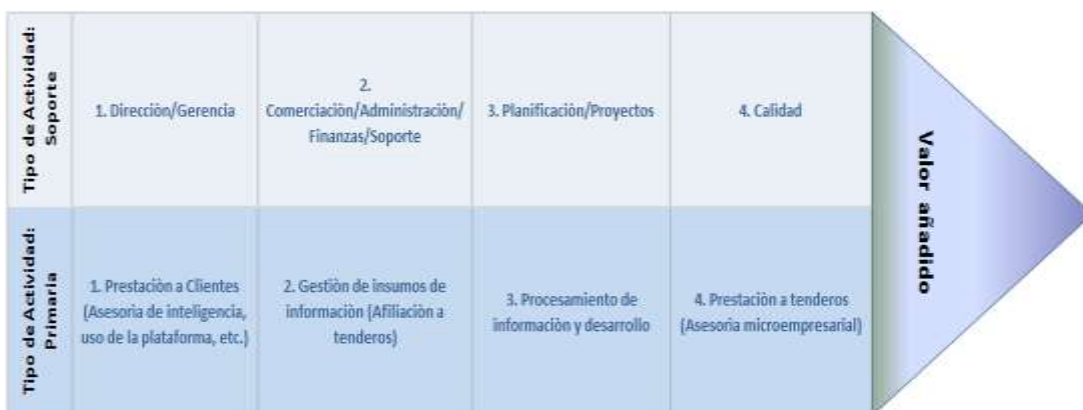 Tipo de Actividad:
Soporte
1. Dirección/Gerencia
2.
Comerciación/Administración/
Finanzas/Soporte
3. Planificación/Proyectos
4. Calidad
Tipo de Actividad:
Primaria
1. Prestación a Clientes
(Asesoria de inteligencia,
uso de la plataforma, etc.)
2. Gestión de insumos de
información (Afiliación a
tenderos)
3. Procesamiento de
información y desarrollo
4. Prestación a tenderos
(Asesoria microempresarial)
Valor añadido